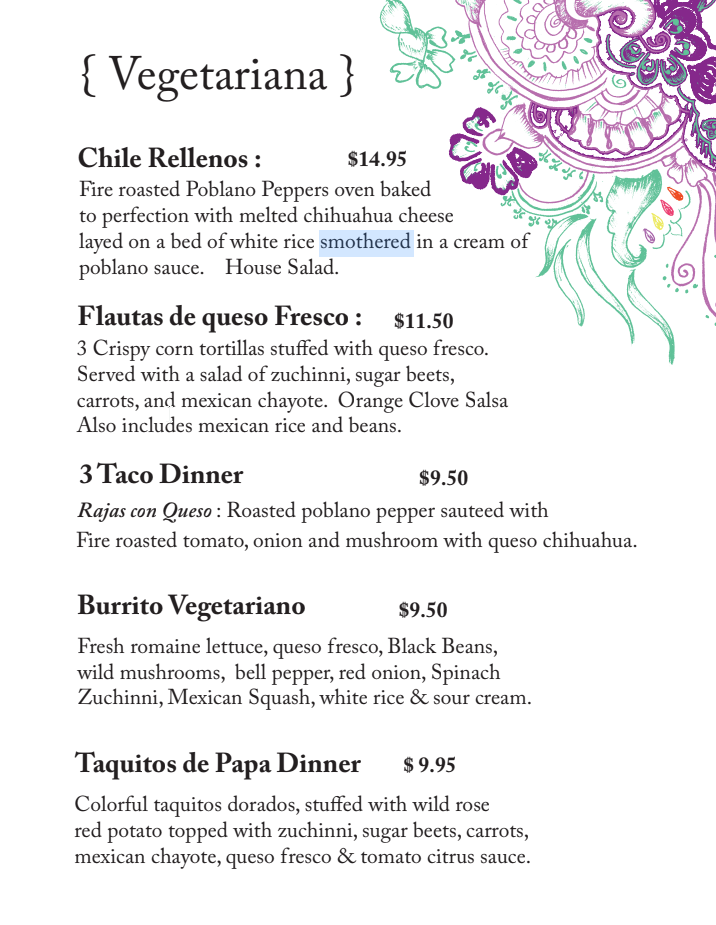 { Vegetariana }
Chile Rellenos : $14.95
Fire roasted Poblano Peppers oven baked
to perfection with melted chihuahua cheese
layed on a bed of white rice smothered in a cream of
poblano sauce. House Salad.
Flautas de queso Fresco : $11.50
3 Crispy corn tortillas stuffed with queso fresco.
Served with a salad of zuchinni, sugar beets,
carrots, and mexican chayote. Orange Clove Salsa
Also includes mexican rice and beans.
3 Taco Dinner $9.50
Rajas con Queso : Roasted poblano pepper sauteed with
Fire roasted tomato, onion and mushroom with queso chihuahua.
Burrito Vegetariano $9.50
Fresh romaine lettuce, queso fresco, Black Beans,
wild mushrooms, bell pepper, red onion, Spinach
Zuchinni, Mexican Squash, white rice & sour cream.
Taquitos de Papa Dinner $ 9.95
Colorful taquitos dorados, stuffed with wild rose
red potato topped with zuchinni, sugar beets, carrots,
mexican chayote, queso fresco & tomato citrus sauce.